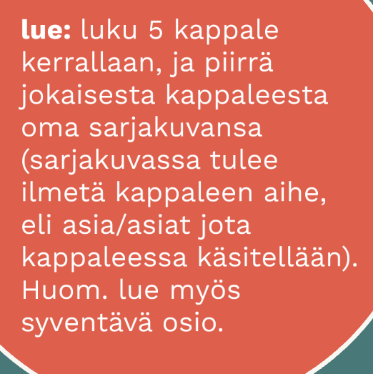 lue: luku 5 kappale
kerrallaan, ja piirrä
jokaisesta kappaleesta
oma sarjakuvansa
(sarjakuvassa tulee
ilmetä kappaleen aihe,
eli asia/asiat jota
kappaleessa käsitellään).
Huom. lue myös
syventävä osio.